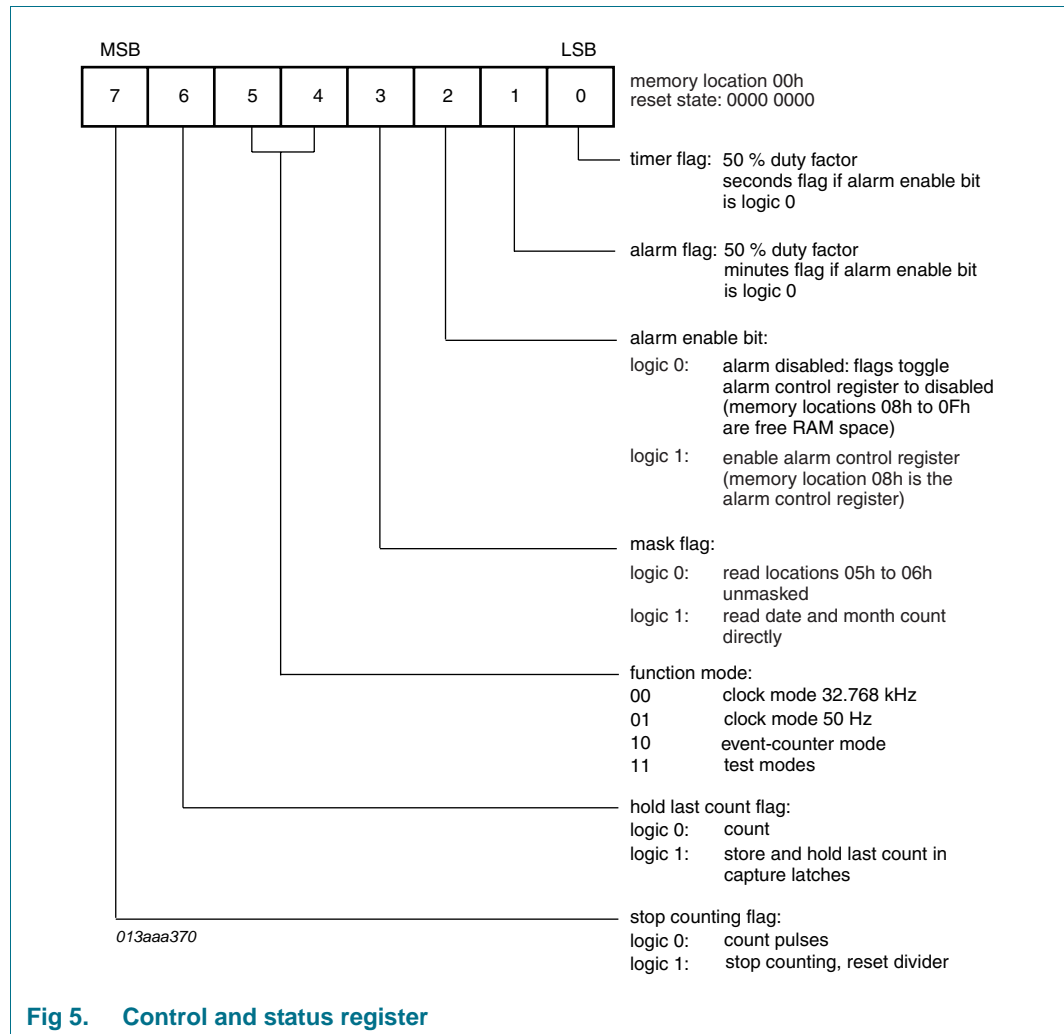 MSB LSB
7 6 5 4 3 2 1 0
memory location 00h
reset state: 0000 0000
timer flag: 50 % duty factor
seconds flag if alarm enable bit
is logic 0
alarm flag: 50 % duty factor
minutes flag if alarm enable bit
is logic 0
alarm enable bit:
logic 0: alarm disabled: flags toggle
alarm control register to disabled
(memory locations 08h to 0Fh
are free RAM space)
logic 1: enable alarm control register
(memory location 08h is the
alarm control register)
mask flag:
logic 0: read locations 05h to 06h
unmasked
logic 1: read date and month count
directly
function mode:
00 clock mode 32.768 kHz
01 clock mode 50 Hz
10 event-counter mode
11 test modes
hold last count flag:
logic 0: count
logic 1: store and hold last count in
capture latches
stop counting flag:
logic 0: count pulses
logic 1: stop counting, reset divider
013aaa370
Fig 5. Control and status register